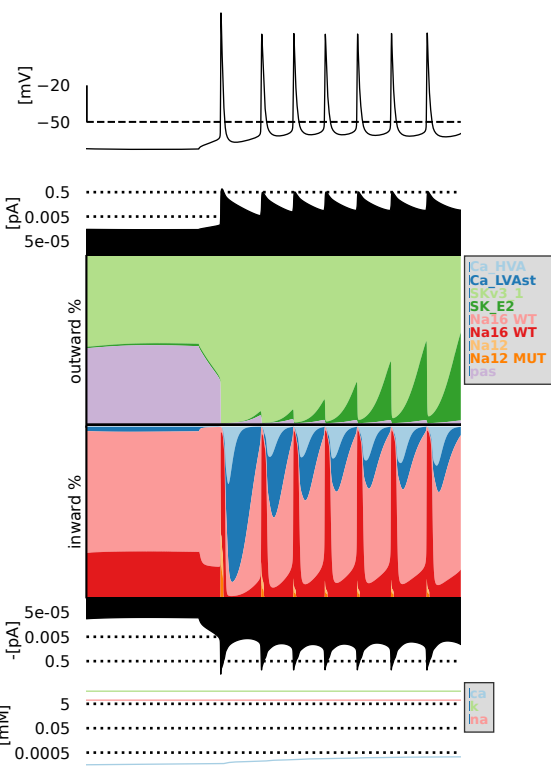 [mV]
−20
−50
[pA]
0.5
0.005
5e-05
outward %
Ca_HVA
Ca_LVAst
SKv3_1
SK_E2
Na16 WT
Na16 WT
Na12
Na12 MUT
pas
inward %
-[pA]
5e-05
0.005
0.5
[mM]
5
0.05
0.0005
ca
k
na